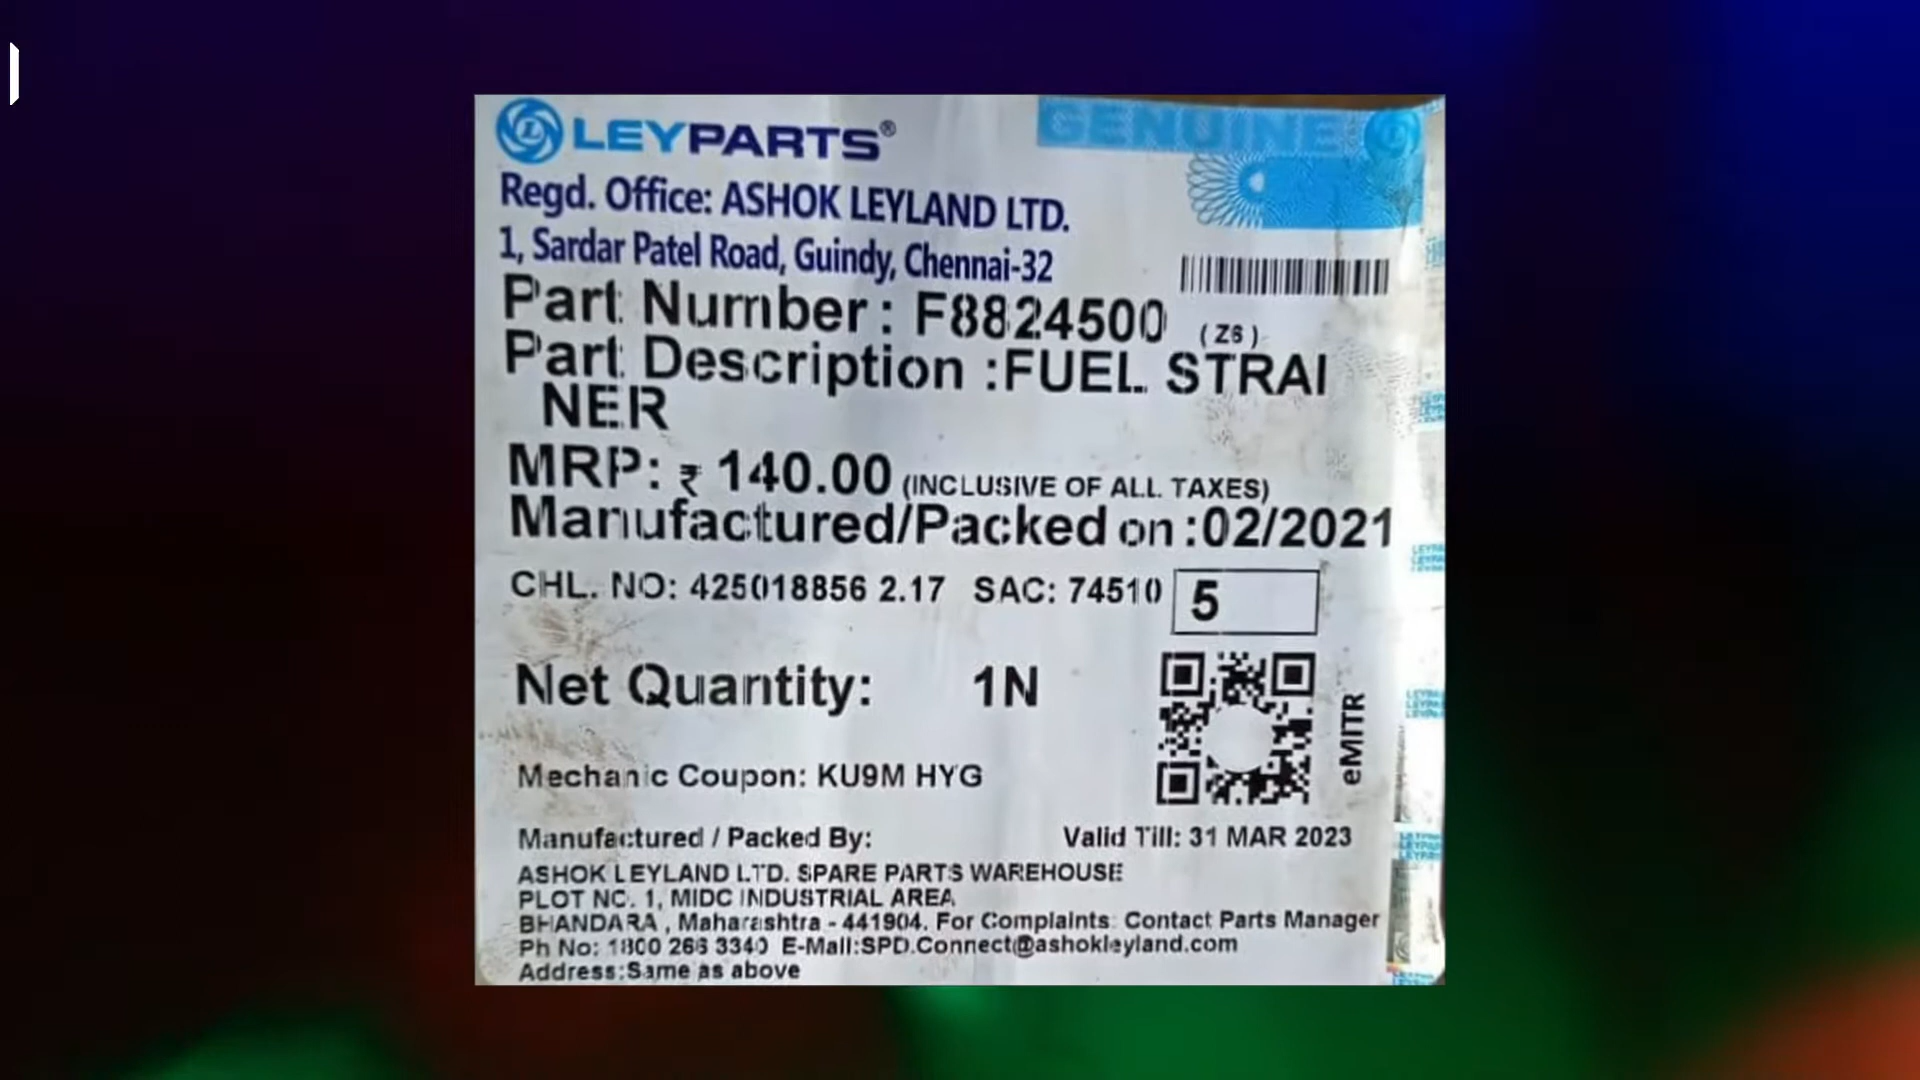 LEYPARTS®
GENUINE
Regd. Office: ASHOK LEYLAND LTD.
1, Sardar Patel Road, Guindy, Chennai-32
Part Number : F8824500 (Z6)
Part Description :FUEL STRAI
NER
MRP: ₹ 140.00 (INCLUSIVE OF ALL TAXES)
Manufactured/Packed on :02/2021
CHL. NO: 425018856 2.17 SAC: 74510 5
Net Quantity: 1N
eMITR
Mechanic Coupon: KU9M HYG
Manufactured / Packed By: Valid Till: 31 MAR 2023
ASHOK LEYLAND LTD. SPARE PARTS WAREHOUSE
PLOT NO. 1, MIDC INDUSTRIAL AREA
BHANDARA , Maharashtra - 441904. For Complaints Contact Parts Manager
Ph No: 1800 266 3340 E-Mail:SPD.Connect@ashokleyland.com
Address:Same as above